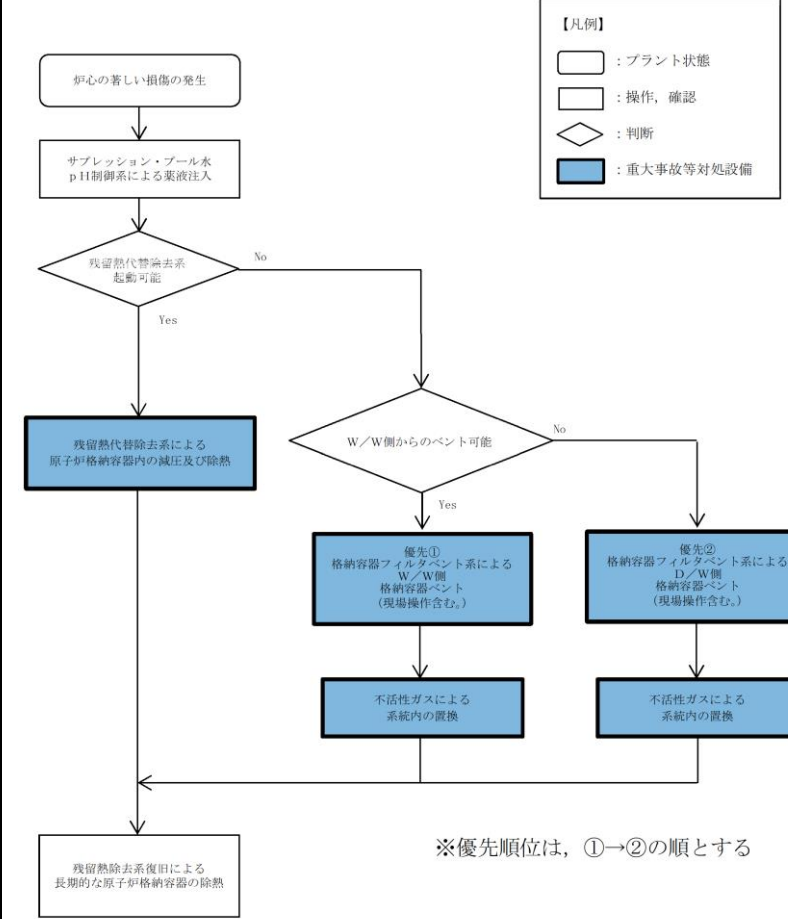 【凡例】
：プラント状態
：操作，確認
：判断
：重大事故等対処設備
炉心の著しい損傷の発生
サプレッション・プール水
ｐＨ制御系による薬液注入
残留熱代替除去系
起動可能
No
Yes
残留熱代替除去系による
原子炉格納容器内の減圧及び除熱
Ｗ／Ｗ側からのベント可能
No
Yes
優先①
格納容器フィルタベント系による
Ｗ／Ｗ側
格納容器ベント
(現場操作含む｡)
優先②
格納容器フィルタベント系による
Ｄ／Ｗ側
格納容器ベント
(現場操作含む｡)
不活性ガスによる
系統内の置換
不活性ガスによる
系統内の置換
残留熱除去系復旧による
長期的な原子炉格納容器の除熱
※優先順位は，①→②の順とする